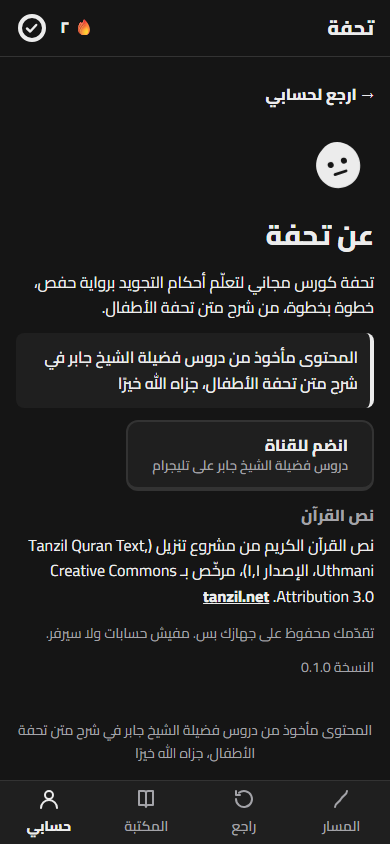 تحفة
٢
→ ارجع لحسابي
عن تحفة
تحفة كورس مجاني لتعلّم أحكام التجويد برواية حفص،
خطوة بخطوة، من شرح متن تحفة الأطفال.
المحتوى مأخوذ من دروس فضيلة الشيخ جابر في
شرح متن تحفة الأطفال، جزاه الله خيرًا
انضم للقناة
دروس فضيلة الشيخ جابر على تليجرام
نص القرآن
نص القرآن الكريم من مشروع تنزيل (Tanzil Quran Text,
Uthmani، الإصدار ١٫١)، مرخّص بـ Creative Commons
Attribution 3.0. tanzil.net
تقدّمك محفوظ على جهازك بس. مفيش حسابات ولا سيرفر.
النسخة 0.1.0
المحتوى مأخوذ من دروس فضيلة الشيخ جابر في شرح متن تحفة
الأطفال، جزاه الله خيرًا
المسار
راجع
المكتبة
حسابي